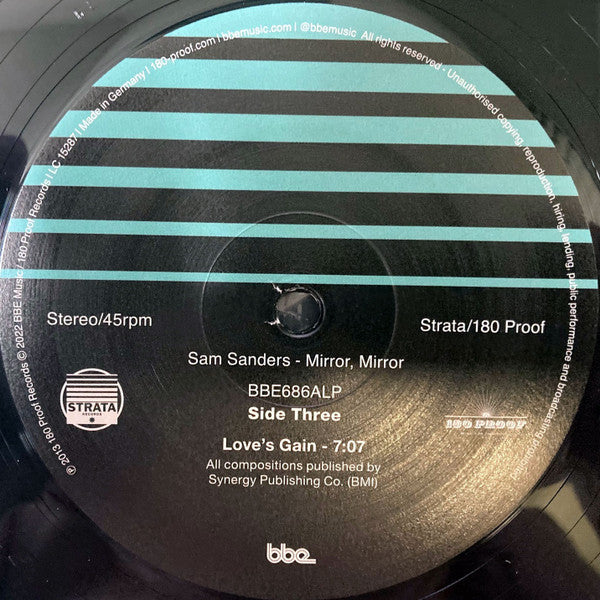 ℗ 2013 180 Proof Records © 2022 BBE Music / 180 Proof Records I LC 15287 I Made in Germany I 180-proof.com I bbemusic.com I @bbemusic All rights reserved - Unauthorised copying, reproduction, hiring, lending, public performance and broadcasting prohibited
Stereo/45rpm
Strata/180 Proof
Sam Sanders - Mirror, Mirror
BBE686ALP
STRATA
RECORDS
Side Three
180 PROOF
Love's Gain - 7:07
All compositions published by
Synergy Publishing Co. (BMI)
bbe